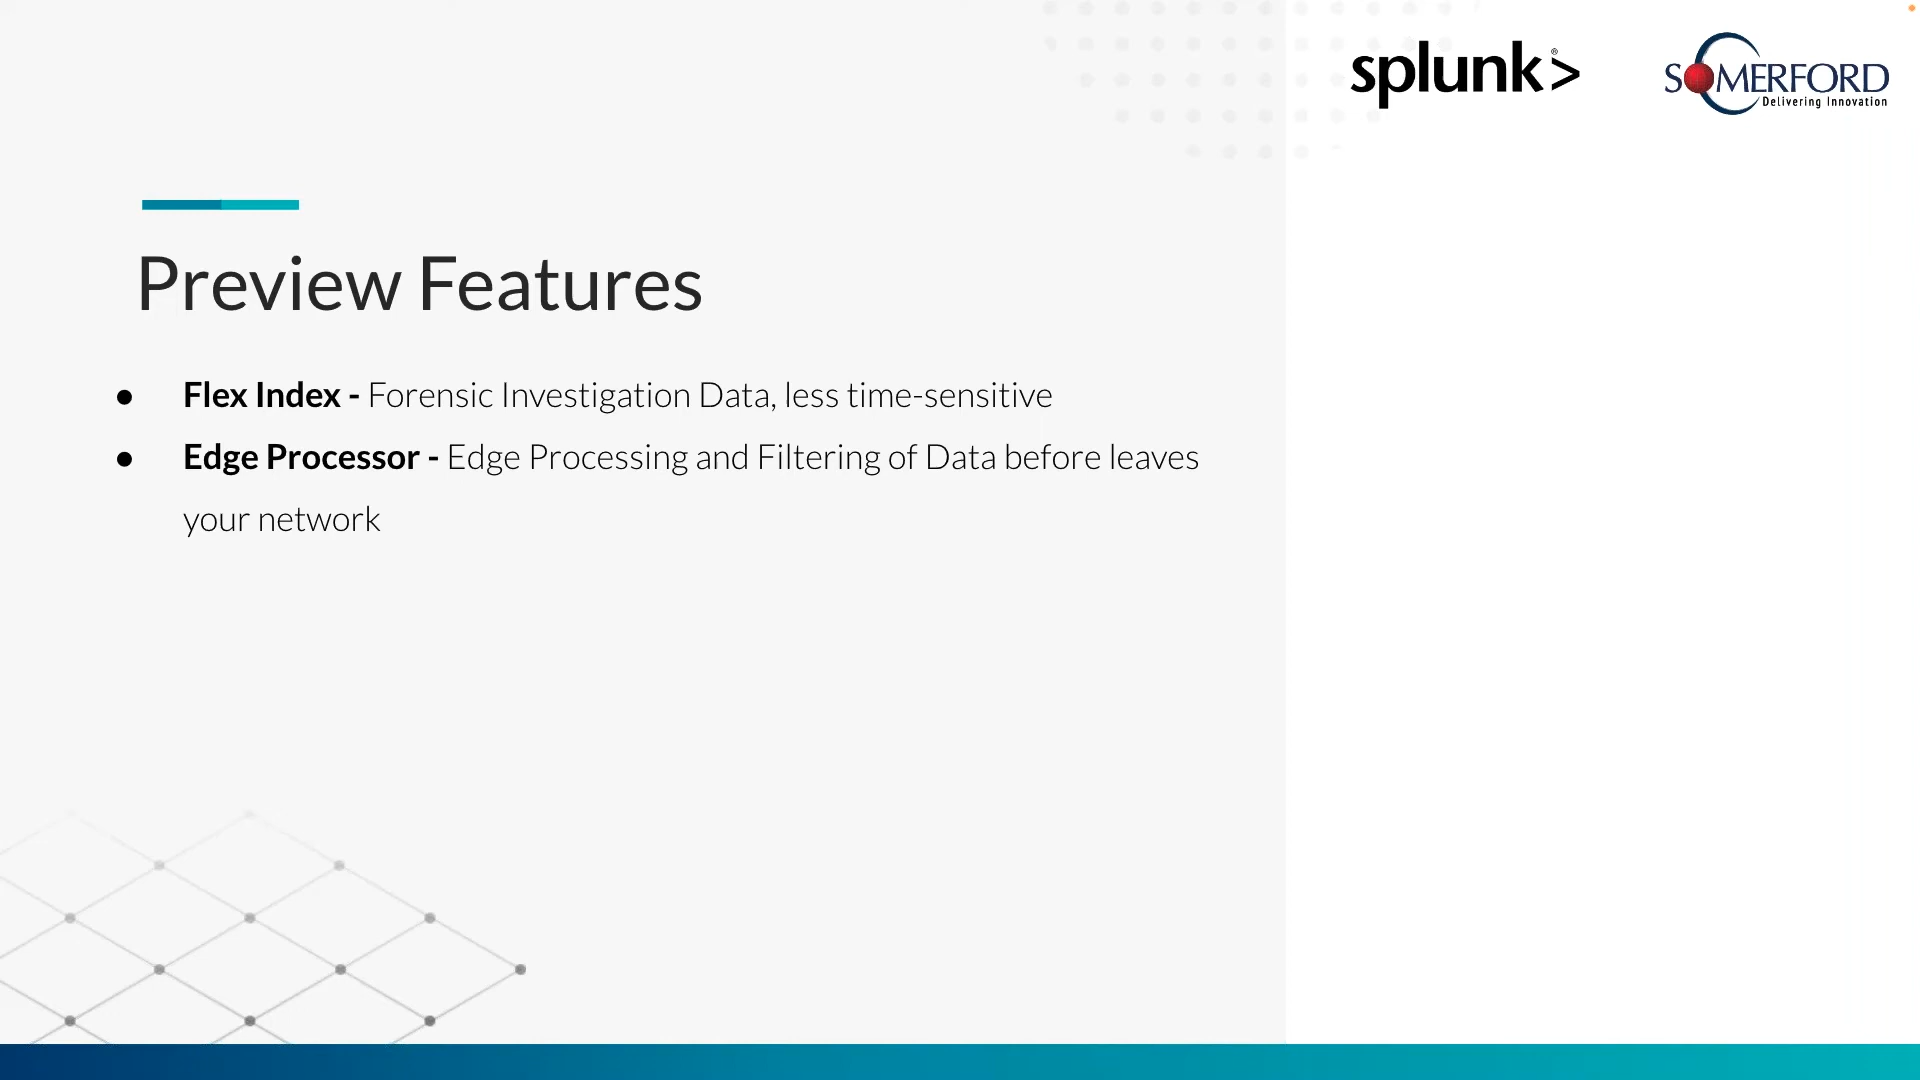 splunk>®
SOMERFORD
Delivering Innovation
Preview Features
● Flex Index - Forensic Investigation Data, less time-sensitive
● Edge Processor - Edge Processing and Filtering of Data before leaves
your network